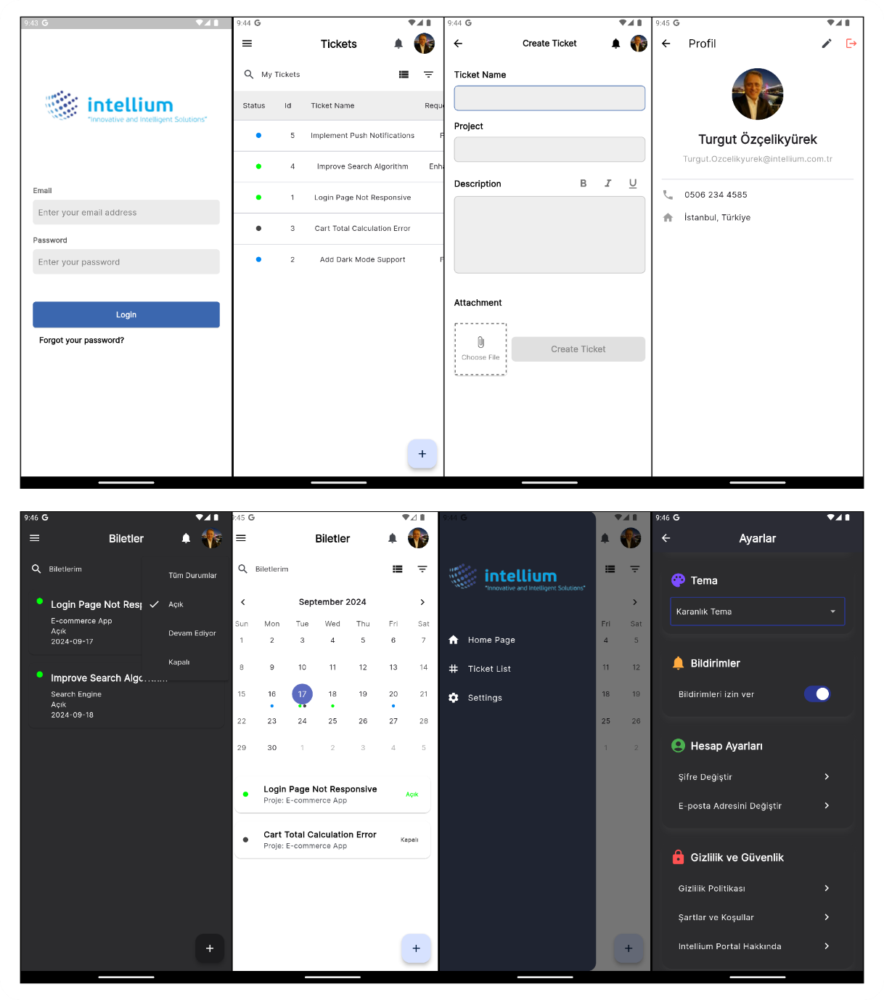 9:43 G
intellium
"Innovative and Intelligent Solutions"
Email
Enter your email address
Password
Enter your password
Login
Forgot your password?
9:44 G
Tickets
My Tickets
Status Id Ticket Name Requ
5 Implement Push Notifications F
4 Improve Search Algorithm Enha
1 Login Page Not Responsive
3 Cart Total Calculation Error
2 Add Dark Mode Support F
+
9:44 G
Create Ticket
Ticket Name
Project
Description B I U
Attachment
Choose File
Create Ticket
9:45 G
Profil
Turgut Özçelikyürek
Turgut.Ozcelikyurek@intellium.com.tr
0506 234 4585
İstanbul, Türkiye
9:46 G
Biletler
Biletlerim
Tüm Durumlar
Açık
Devam Ediyor
Kapalı
Login Page Not Resp
E-commerce App
Açık
2024-09-17
Improve Search Algorithm
Search Engine
Açık
2024-09-18
+
9:45 G
Biletler
Biletlerim
September 2024
Sun Mon Tue Wed Thu Fri Sat
1 2 3 4 5 6 7
8 9 10 11 12 13 14
15 16 17 18 19 20 21
22 23 24 25 26 27 28
29 30 1 2 3 4 5
Login Page Not Responsive
Proje: E-commerce App
Açık
Cart Total Calculation Error
Proje: E-commerce App
Kapalı
+
9:44 G
intellium
"Innovative and Intelligent Solutions"
Home Page
Ticket List
Settings
Fri Sat
4 5
11 12
18 19
25 26
1 2
+
9:46 G
Ayarlar
Tema
Karanlık Tema
Bildirimler
Bildirimleri izin ver
Hesap Ayarları
Şifre Değiştir
E-posta Adresini Değiştir
Gizlilik ve Güvenlik
Gizlilik Politikası
Şartlar ve Koşullar
Intellium Portal Hakkında